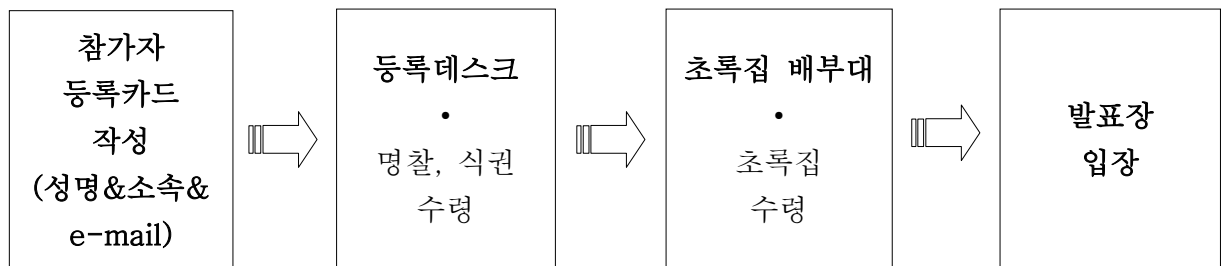 참가자
등록카드
작성
(성명&소속&
e-mail)
등록데스크
•
명찰, 식권
수령
초록집 배부대
•
초록집
수령
발표장
입장